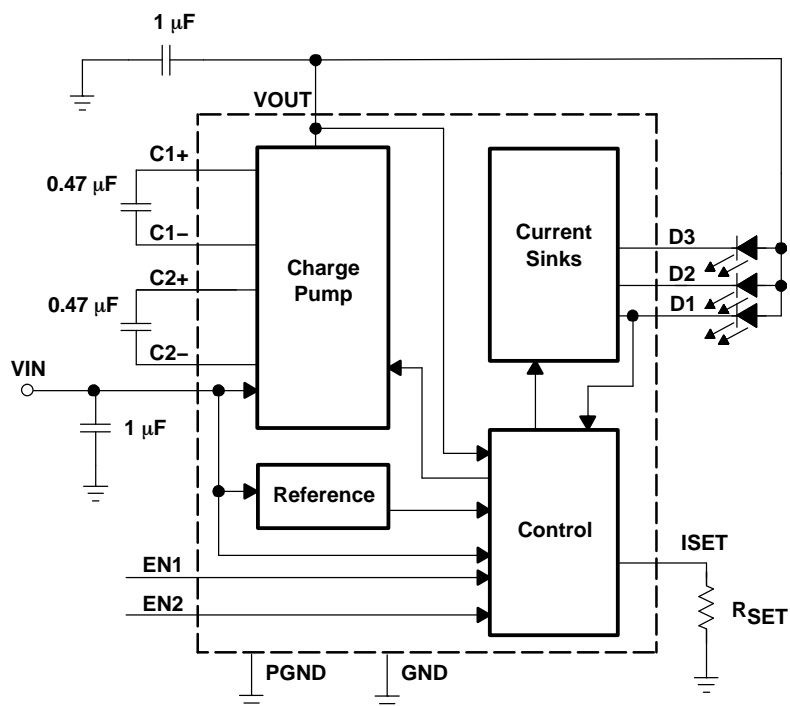 1 μF
VOUT
C1+
0.47 μF
C1−
C2+
0.47 μF
C2−
VIN
1 μF
Charge
Pump
Current
Sinks
D3
D2
D1
Reference
Control
EN1
EN2
ISET
RSET
PGND
GND